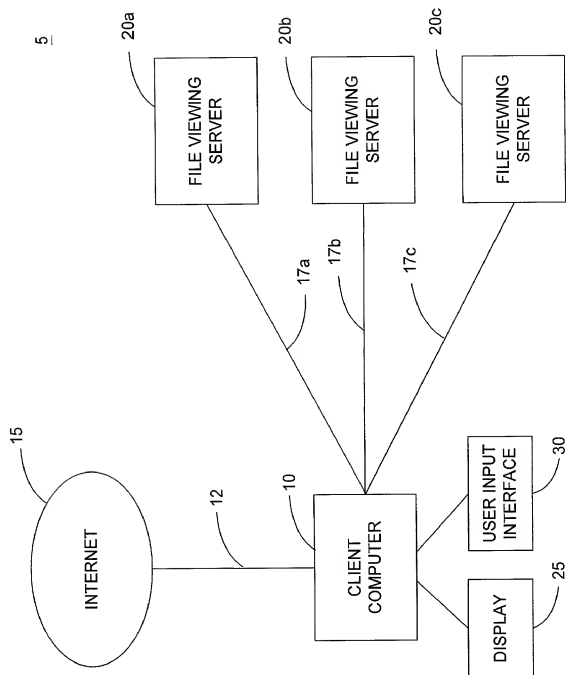 5
15
INTERNET
12
10
CLIENT
COMPUTER
DISPLAY
25
USER INPUT
INTERFACE
30
17a
17b
17c
20a
FILE VIEWING
SERVER
20b
FILE VIEWING
SERVER
20c
FILE VIEWING
SERVER